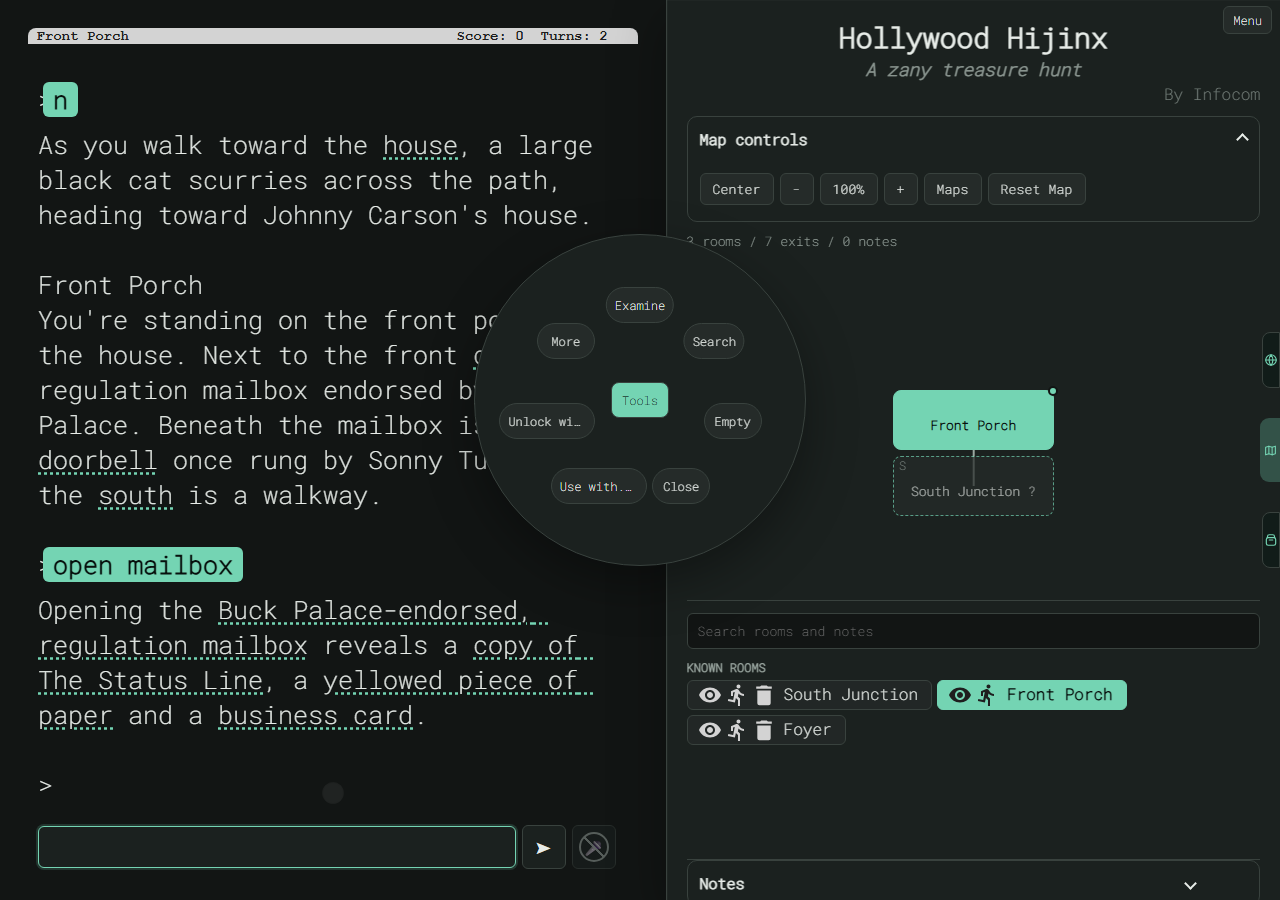 Front Porch Score: 0 Turns: 2
n
As you walk toward the house, a large
black cat scurries across the path,
heading toward Johnny Carson's house.
Front Porch
You're standing on the front
the house. Next to the front
regulation mailbox endorsed
Palace. Beneath the mailbox
doorbell once rung by Sonny
the south is a walkway.
open mailbox
Opening the Buck Palace-endorsed,
regulation mailbox reveals a copy of
The Status Line, a yellowed piece of
paper and a business card.
>
➤
Examine
More
Search
Tools
Unlock wi…
Empty
Use with.…
Close
Menu
Hollywood Hijinx
A zany treasure hunt
By Infocom
Map controls
Center - 100% + Maps Reset Map
rooms / 7 exits / 0 notes
Front Porch
S
South Junction ?
Search rooms and notes
KNOWN ROOMS
South Junction Front Porch
Foyer
Notes